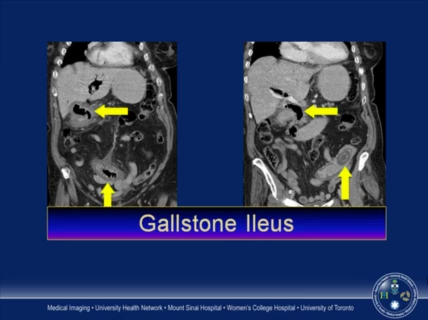 Gallstone Ileus
Medical Imaging • University Health Network • Mount Sinai Hospital • Women's College Hospital • University of Toronto